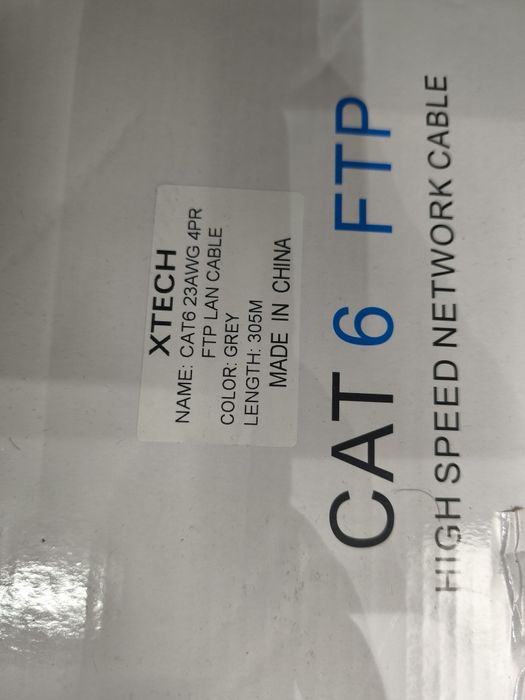 XTECH
NAME: CAT6 23AWG 4PR
FTP LAN CABLE
COLOR: GREY
LENGTH: 305M
MADE IN CHINA
CAT 6 FTP
HIGH SPEED NETWORK CABLE